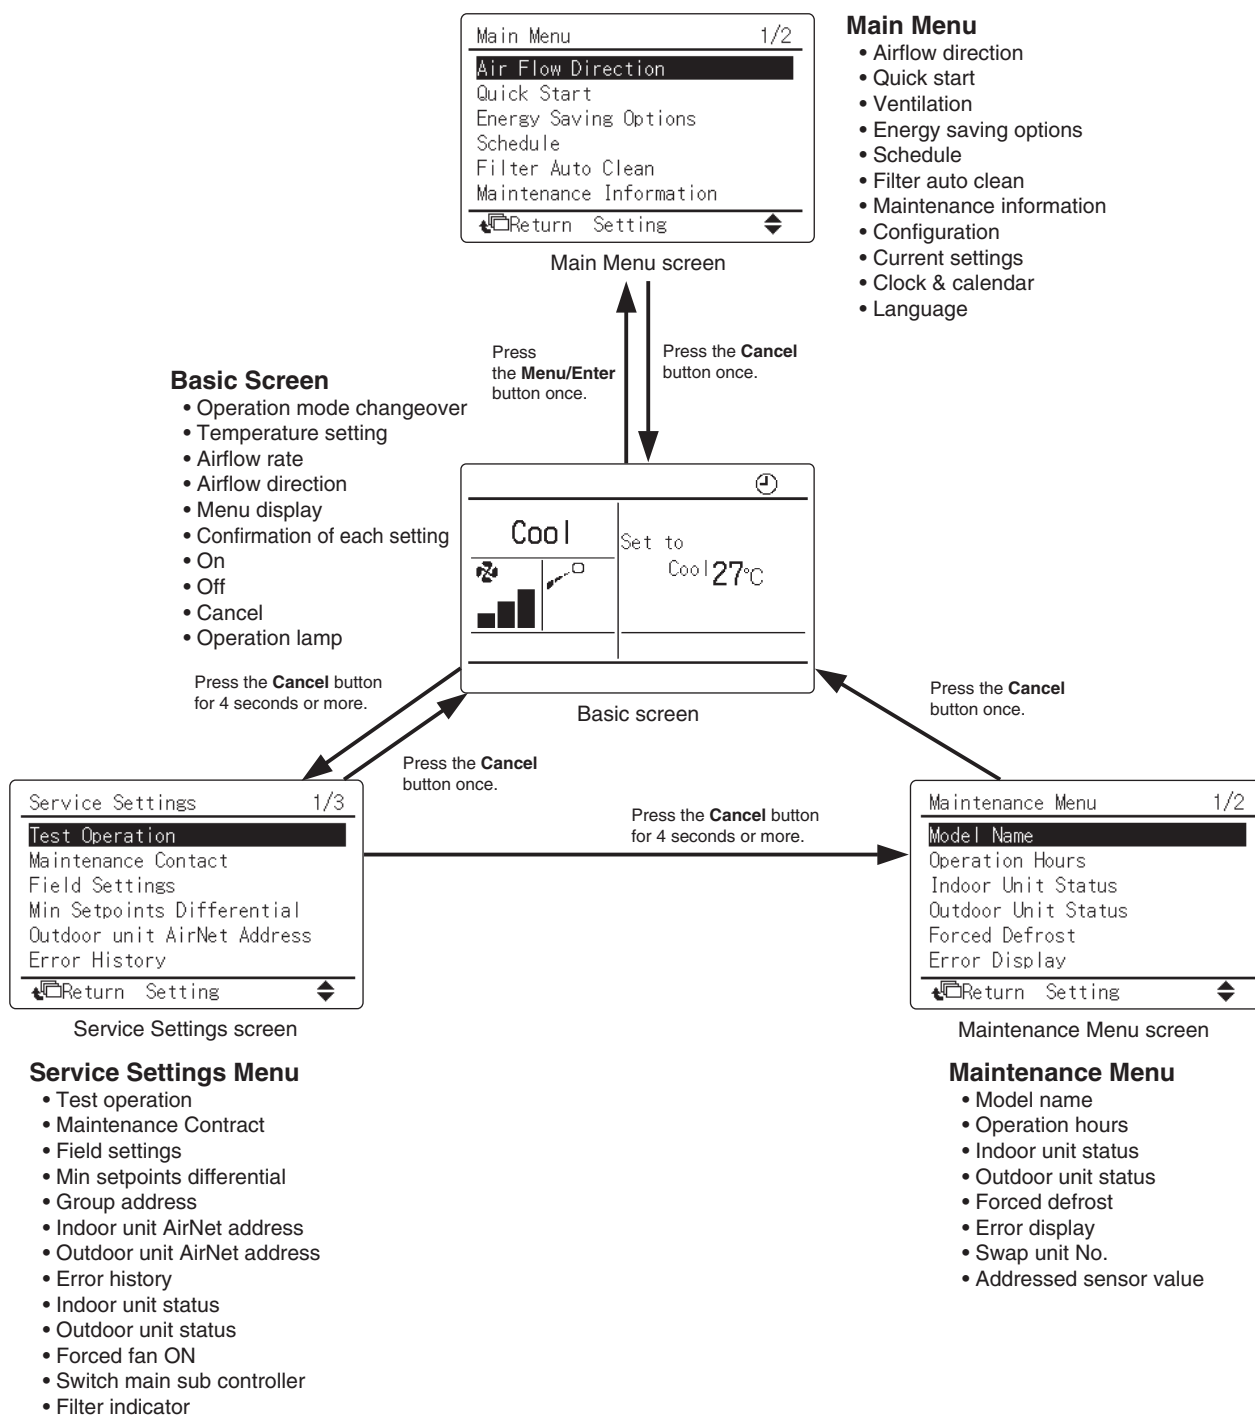 Main Menu 1/2
Air Flow Direction
Quick Start
Energy Saving Options
Schedule
Filter Auto Clean
Maintenance Information
Return Setting
Main Menu screen
Main Menu
• Airflow direction
• Quick start
• Ventilation
• Energy saving options
• Schedule
• Filter auto clean
• Maintenance information
• Configuration
• Current settings
• Clock & calendar
• Language
Press
the Menu/Enter
button once.
Press the Cancel
button once.
Basic Screen
• Operation mode changeover
• Temperature setting
• Airflow rate
• Airflow direction
• Menu display
• Confirmation of each setting
• On
• Off
• Cancel
• Operation lamp
Cool
Set to
Cool 27°C
Basic screen
Press the Cancel button
for 4 seconds or more.
Press the Cancel
button once.
Press the Cancel
button once.
Press the Cancel button
for 4 seconds or more.
Service Settings 1/3
Test Operation
Maintenance Contact
Field Settings
Min Setpoints Differential
Outdoor unit AirNet Address
Error History
Return Setting
Service Settings screen
Maintenance Menu 1/2
Model Name
Operation Hours
Indoor Unit Status
Outdoor Unit Status
Forced Defrost
Error Display
Return Setting
Maintenance Menu screen
Service Settings Menu
• Test operation
• Maintenance Contract
• Field settings
• Min setpoints differential
• Group address
• Indoor unit AirNet address
• Outdoor unit AirNet address
• Error history
• Indoor unit status
• Outdoor unit status
• Forced fan ON
• Switch main sub controller
• Filter indicator
Maintenance Menu
• Model name
• Operation hours
• Indoor unit status
• Outdoor unit status
• Forced defrost
• Error display
• Swap unit No.
• Addressed sensor value